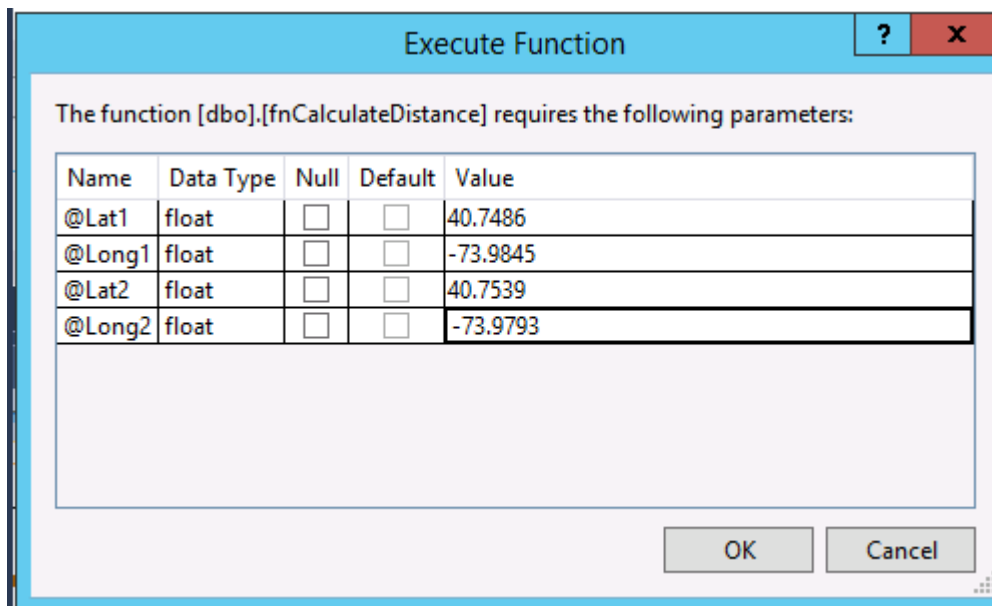 Execute Function
?
x
The function [dbo].[fnCalculateDistance] requires the following parameters:
Name Data Type Null Default Value
@Lat1 float 40.7486
@Long1 float -73.9845
@Lat2 float 40.7539
@Long2 float -73.9793
OK Cancel